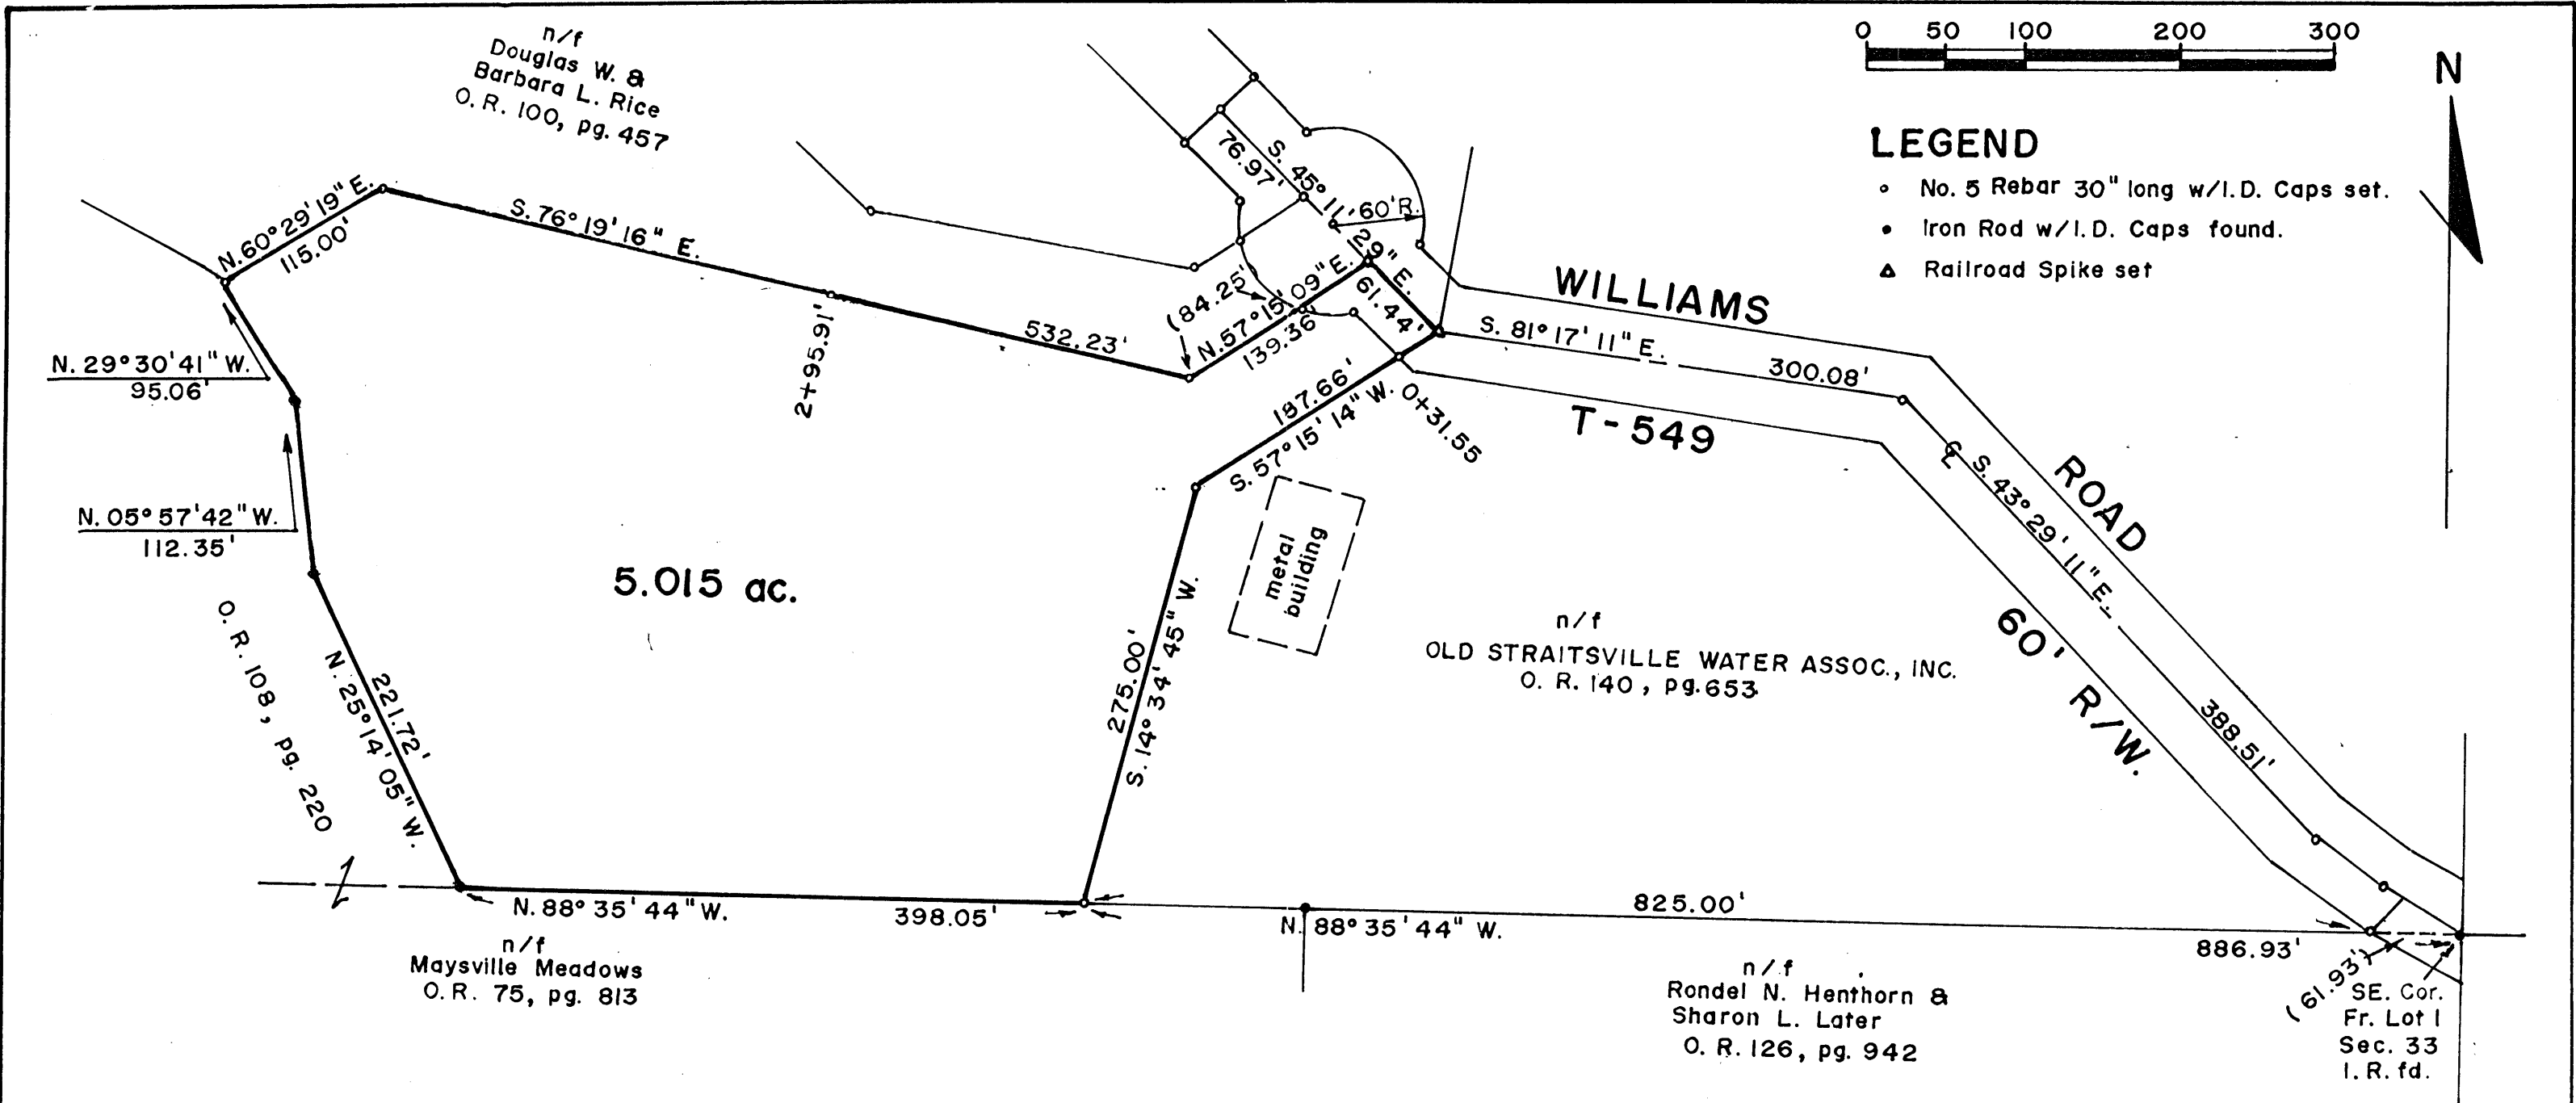 n/f
Douglas W. &
Barbara L. Rice
O. R. 100, pg. 457
0 50 100 200 300
N
LEGEND
No. 5 Rebar 30" long w/I.D. Caps set.
Iron Rod w/I.D. Caps found.
Railroad Spike set
N. 60° 29' 19" E.
115.00'
S. 76° 19' 16" E.
532.23'
2+95.91'
76.97'
S. 45° 11' 29" E.
60'R.
61.44'
(84.25')
N. 57° 15' 09" E.
139.36
187.66'
S. 57° 15' 14" W.
0+31.55
WILLIAMS
ROAD
S. 81° 17' 11" E.
300.08'
T-549
℄
S. 43° 29' 11" E.
388.51'
60' R/W.
N. 29° 30' 41" W.
95.06'
N. 05° 57' 42" W.
112.35'
5.015 ac.
metal
building
275.00'
S. 14° 34' 45" W.
n/f
OLD STRAITSVILLE WATER ASSOC., INC.
O. R. 140, pg. 653
O. R. 108, pg. 220
221.72'
N. 25° 14' 05" W.
N. 88° 35' 44" W.
398.05'
825.00'
N. 88° 35' 44" W.
886.93'
(61.93')
n/f
Maysville Meadows
O. R. 75, pg. 813
n/f
Rondel N. Henthorn &
Sharon L. Later
O. R. 126, pg. 942
SE. Cor.
Fr. Lot 1
Sec. 33
I. R. fd.